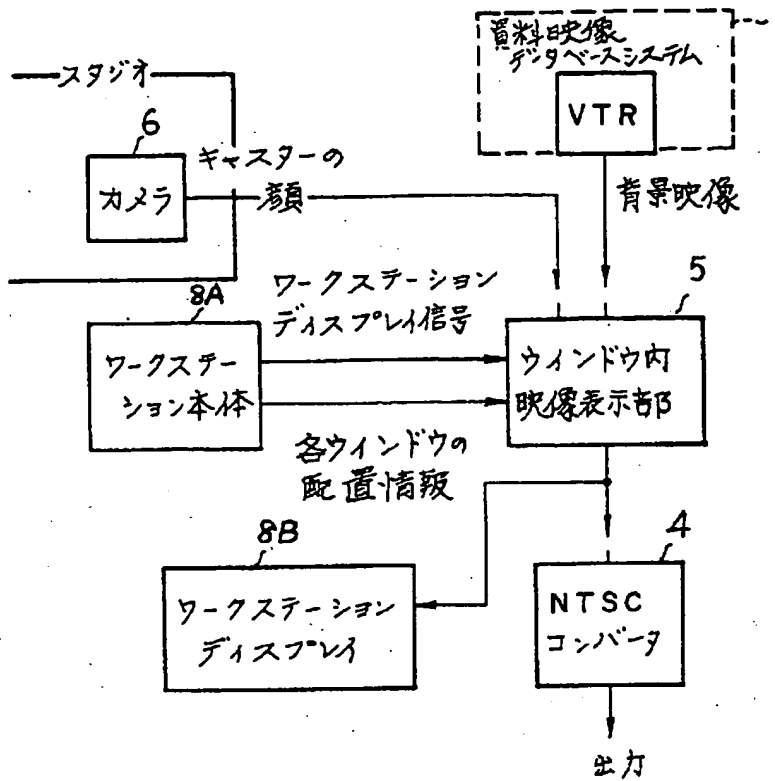 資料映像
データベースシステム
VTR
スタジオ
6
キャスターの
カメラ
顔
背景映像
ワークステーション
ディスプレイ信号
8A
5
ワークステー
ション本体
ウィンドウ内
映像表示部
各ウインドウの
配置情報
8B
4
ワークステーション
ディスプレイ
NTSC
コンバータ
出力